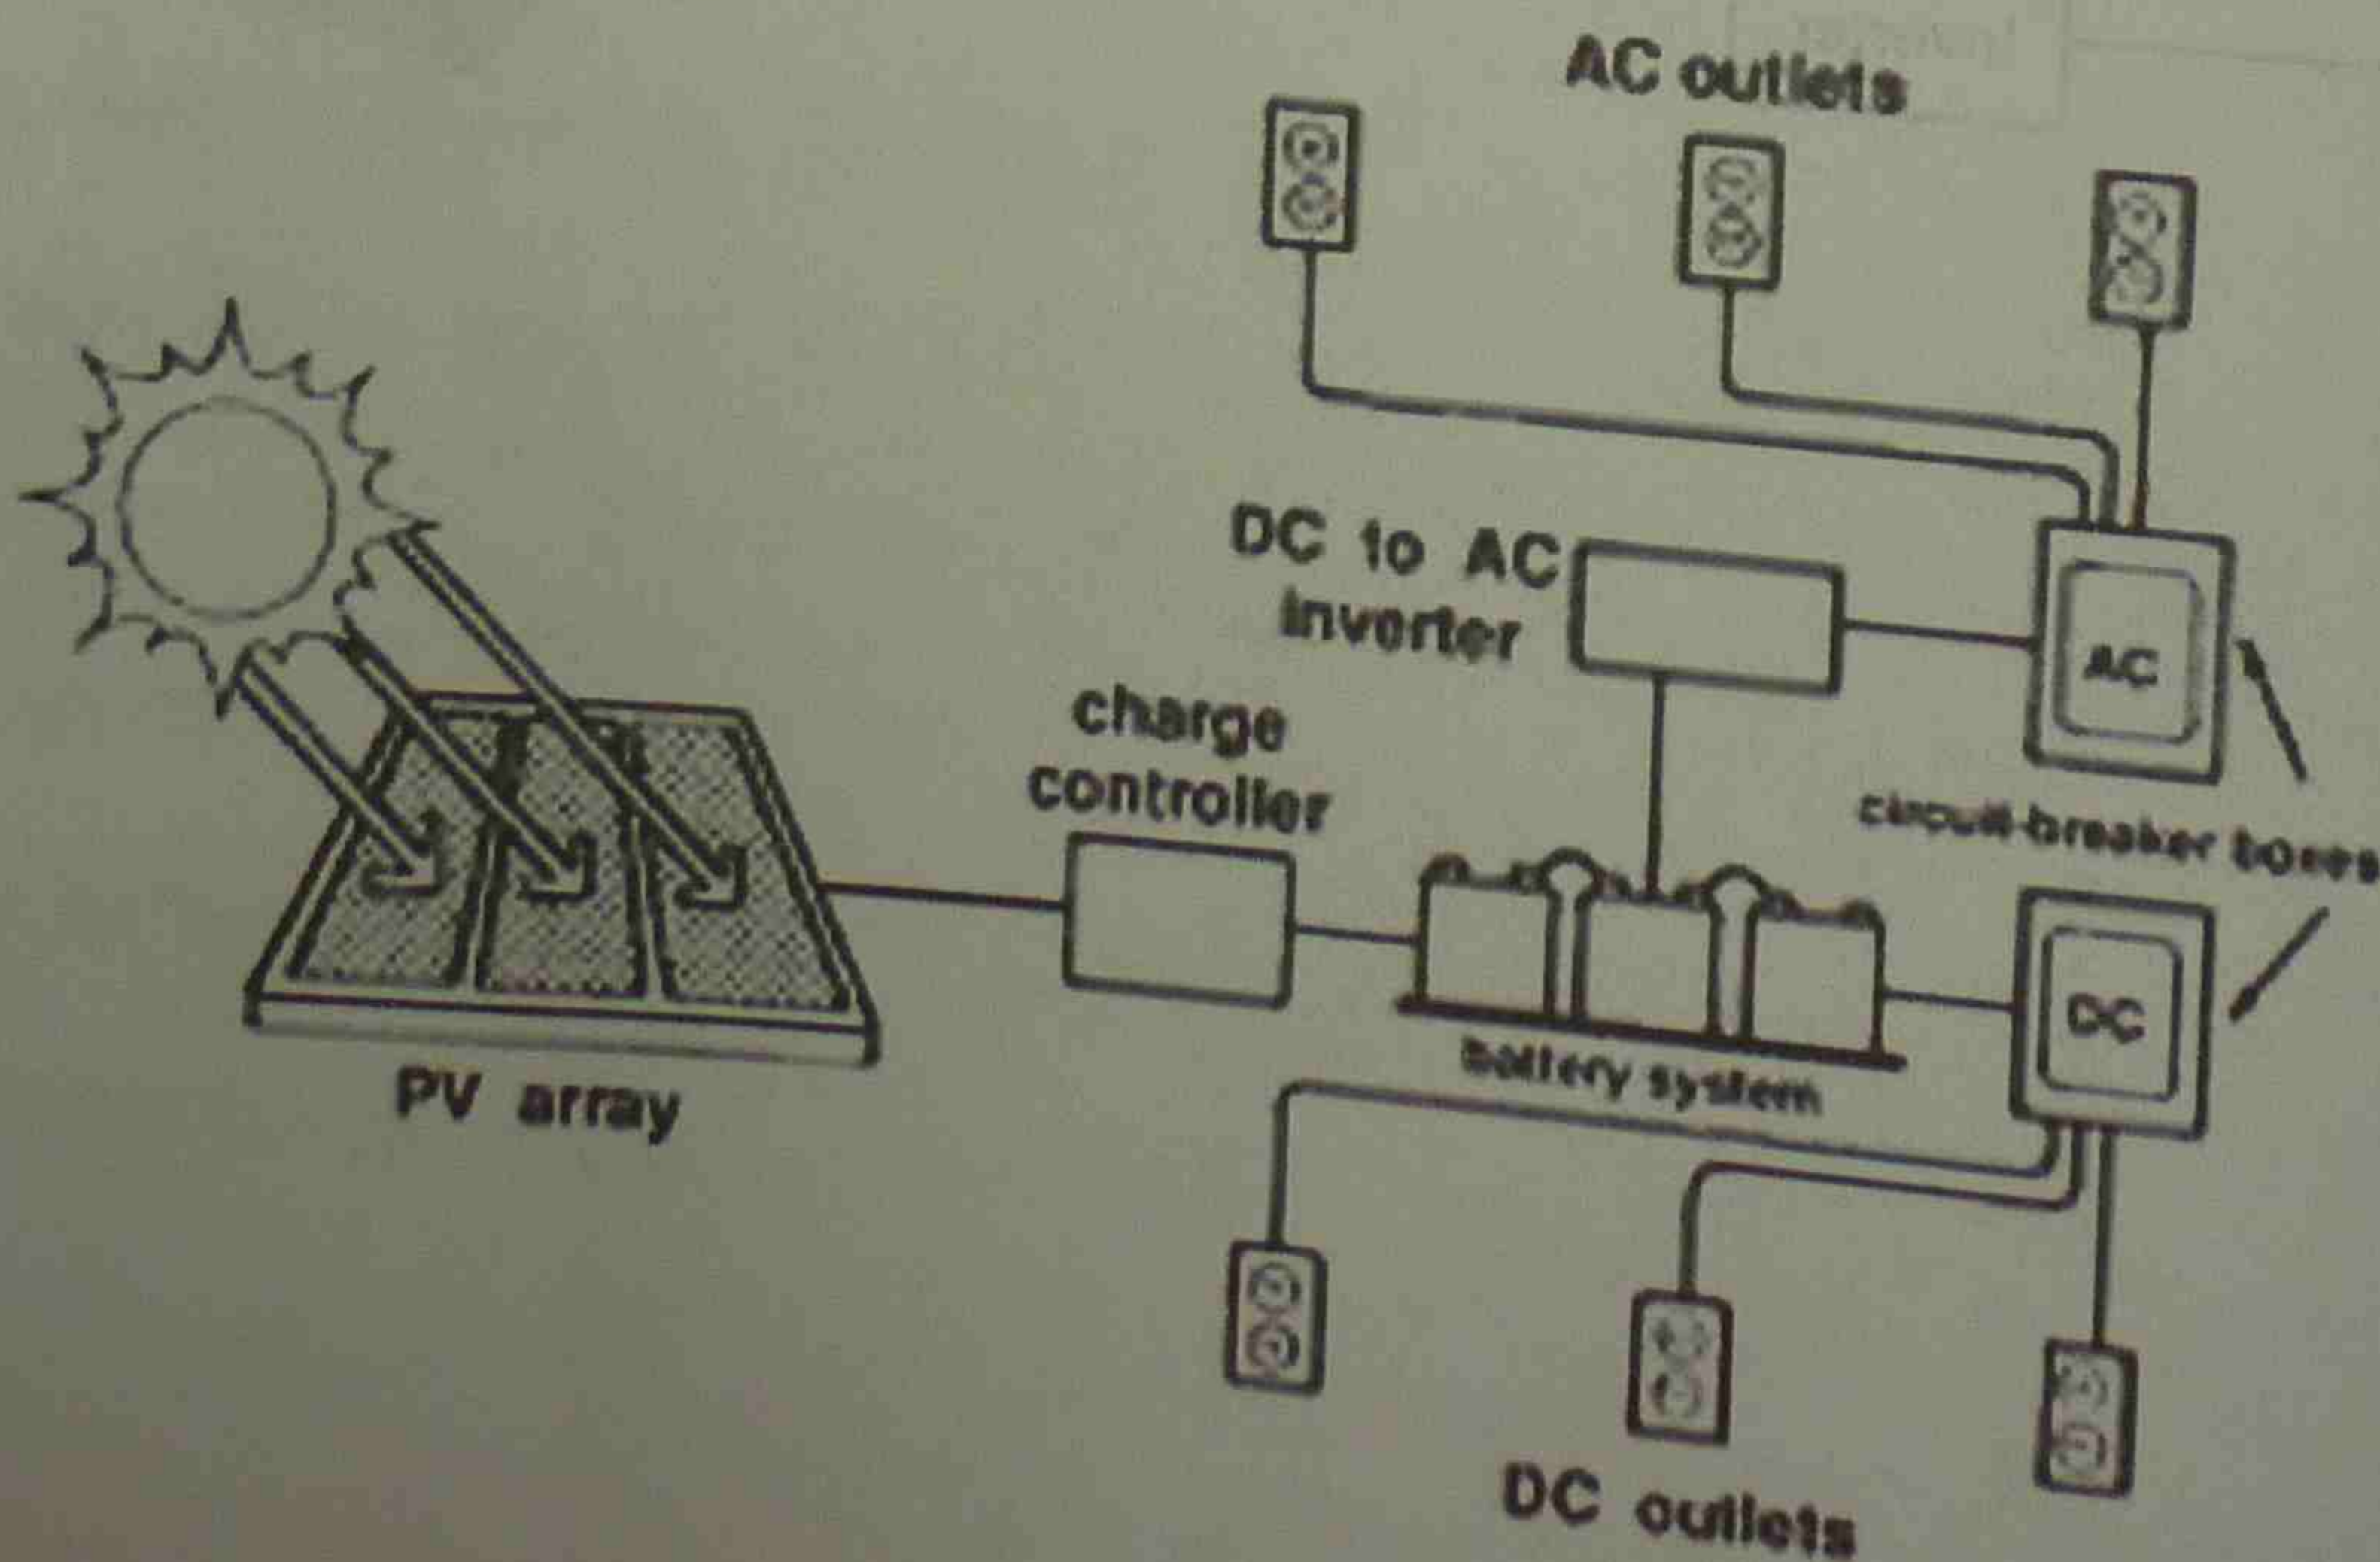 AC outlets
DC to AC
inverter
AC
charge
controller
circuit-breaker boxes
DC
battery system
PV array
DC outlets